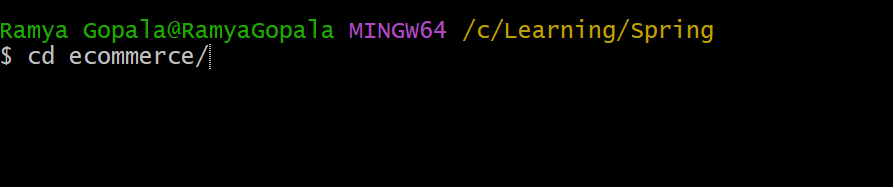 Ramya Gopala@RamyaGopala MINGW64 /c/Learning/Spring
$ cd ecommerce/